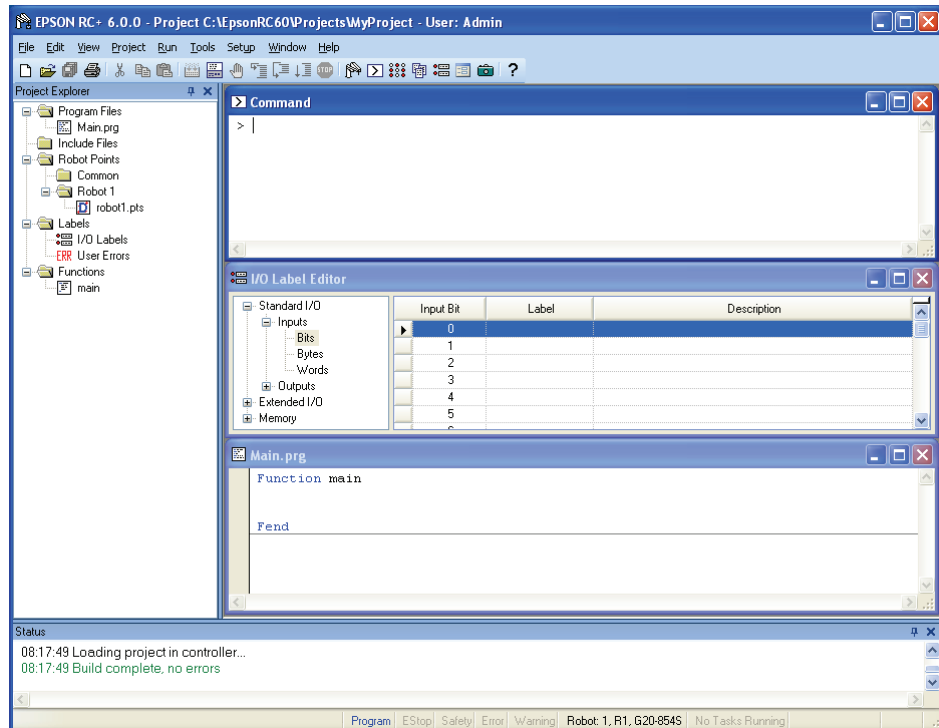 EPSON RC+ 6.0.0 - Project C:\EpsonRC60\Projects\MyProject - User: Admin
File Edit View Project Run Tools Setup Window Help
Project Explorer
Program Files
Main.prg
Include Files
Robot Points
Common
Robot 1
robot1.pts
Labels
I/O Labels
ERR User Errors
Functions
main
Command
>
I/O Label Editor
Standard I/O
Inputs
Bits
Bytes
Words
Outputs
Extended I/O
Memory
Input Bit Label Description
0
1
2
3
4
5
Main.prg
Function main
Fend
Status
08:17:49 Loading project in controller...
08:17:49 Build complete, no errors
Program EStop Safety Error Warning Robot: 1, R1, G20-854S No Tasks Running